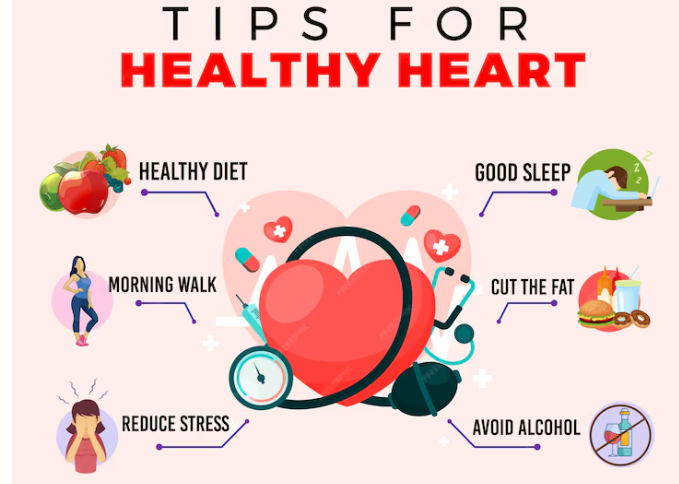 TIPS FOR
HEALTHY HEART
HEALTHY DIET
GOOD SLEEP
MORNING WALK
CUT THE FAT
REDUCE STRESS
AVOID ALCOHOL